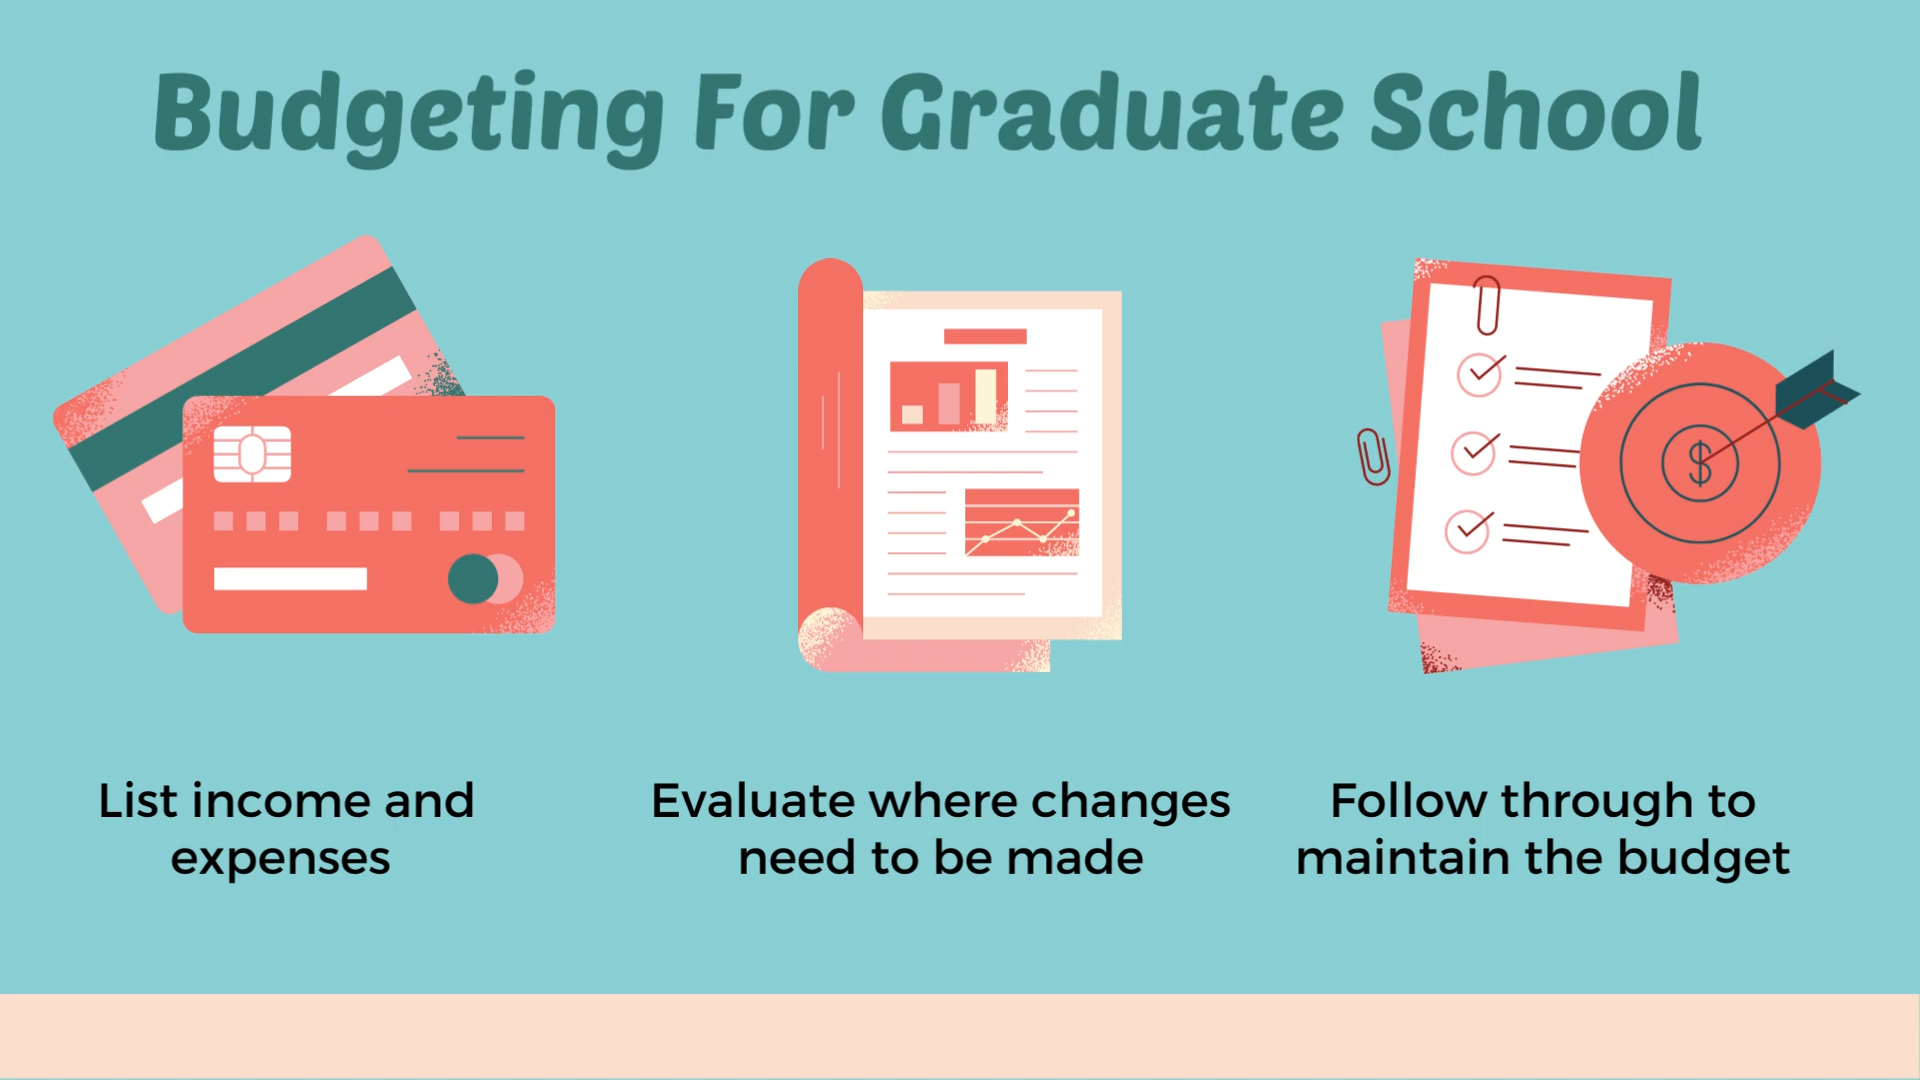 Budgeting For Graduate School
List income and
expenses
Evaluate where changes
need to be made
Follow through to
maintain the budget
$